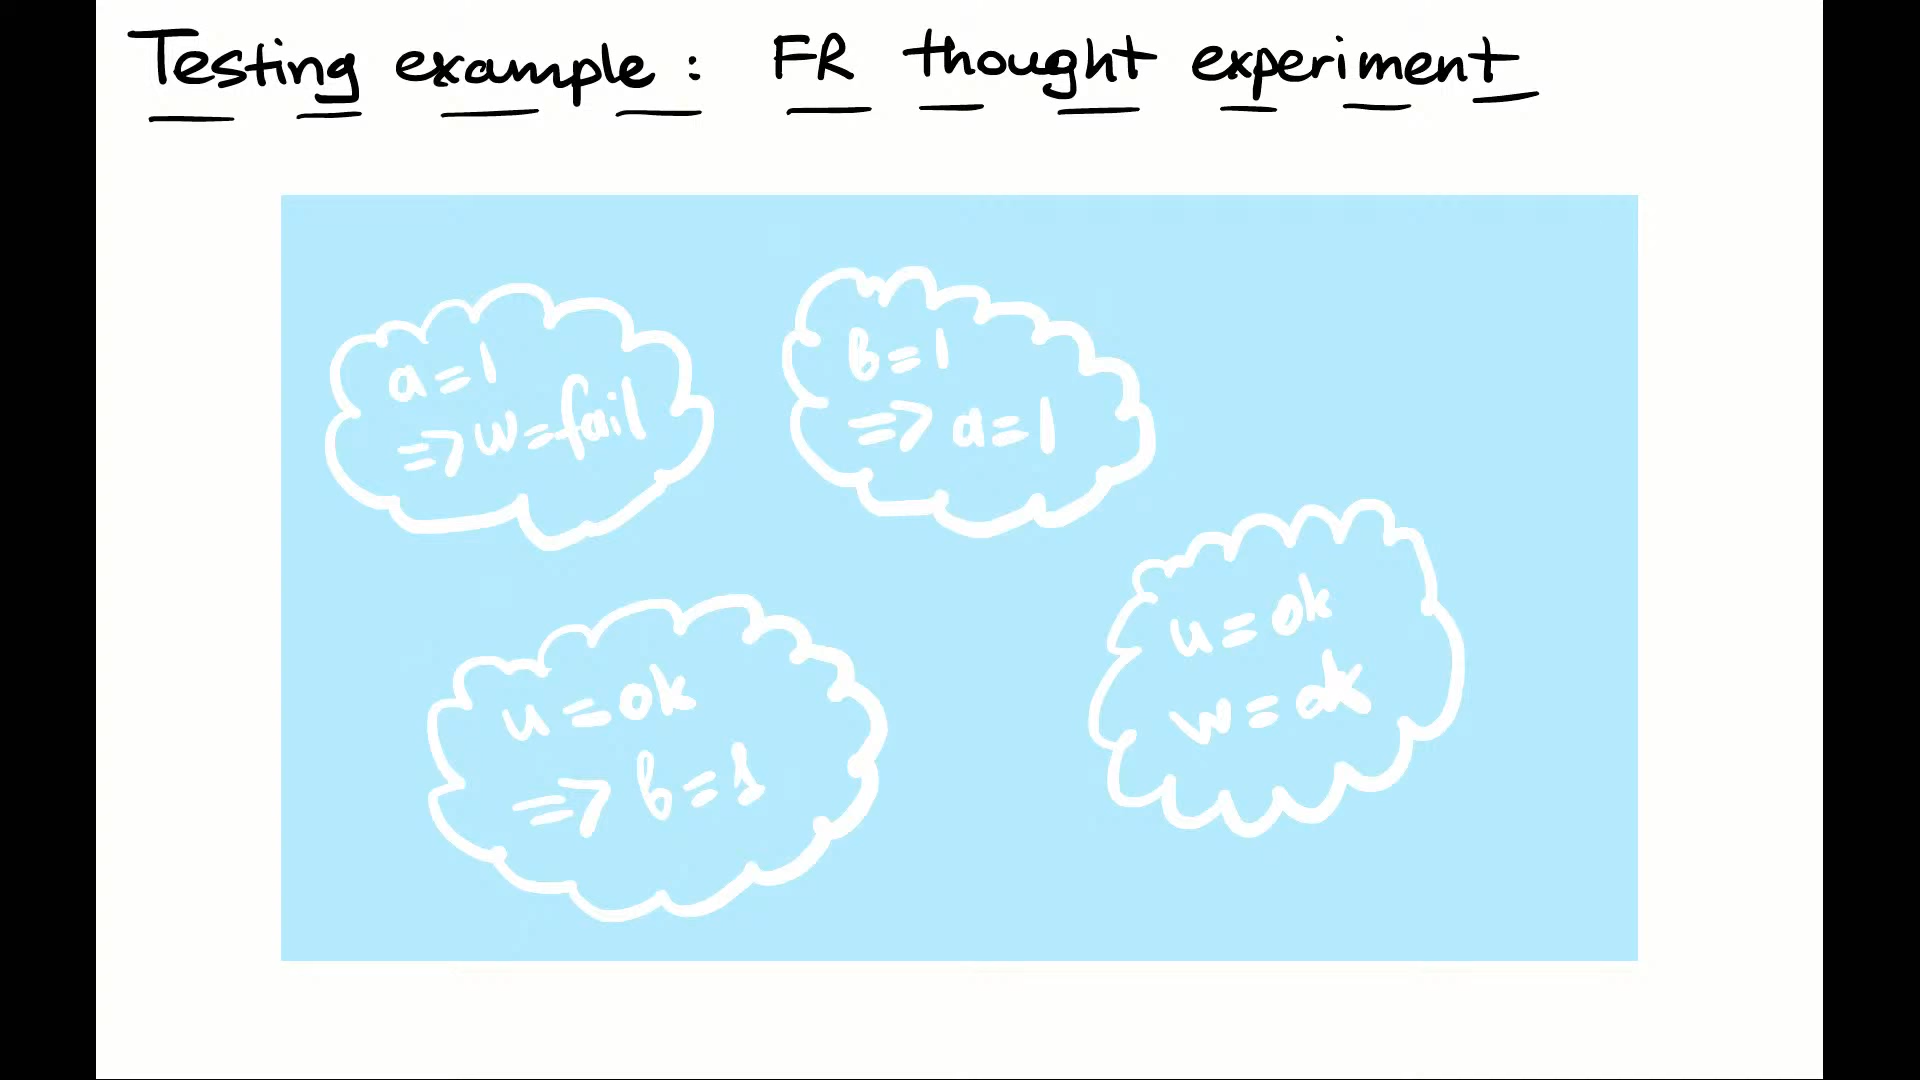 Testing example: FR thought experiment
a=1
=> w=fail
b=1
=> a=1
u=ok
=> b=1
u=ok
w=ok